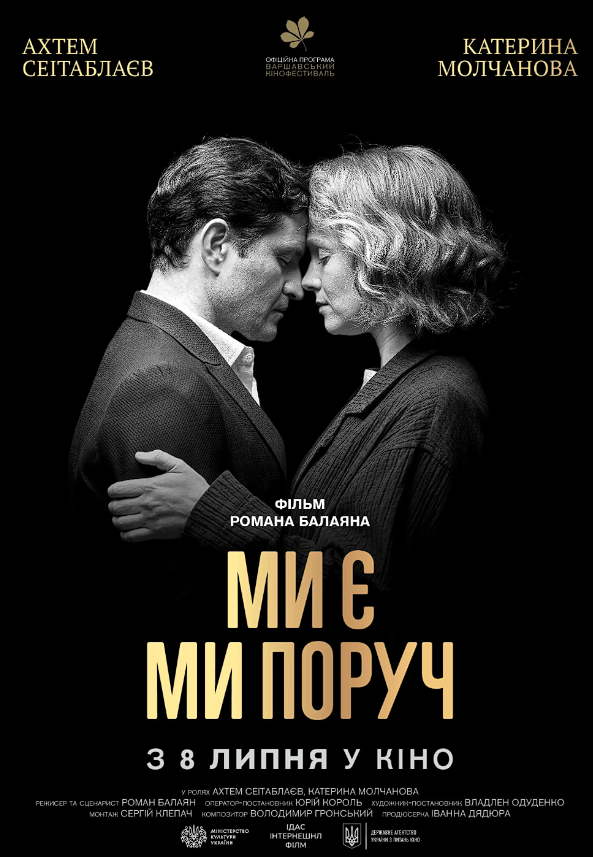 АХТЕМ
СЕІТАБЛАЄВ
ОФІЦІЙНА ПРОГРАМА
ВАРШАВСЬКИЙ
КІНОФЕСТИВАЛЬ
КАТЕРИНА
МОЛЧАНОВА
ФІЛЬМ
РОМАНА БАЛАЯНА
МИ Є
МИ ПОРУЧ
З 8 ЛИПНЯ У КІНО
У РОЛЯХ АХТЕМ СЕІТАБЛАЄВ, КАТЕРИНА МОЛЧАНОВА
РЕЖИСЕР ТА СЦЕНАРИСТ РОМАН БАЛАЯН ОПЕРАТОР-ПОСТАНОВНИК ЮРІЙ КОРОЛЬ ХУДОЖНИК-ПОСТАНОВНИК ВЛАДЛЕН ОДУДЕНКО
МОНТАЖ СЕРГІЙ КЛЕПАЧ КОМПОЗИТОР ВОЛОДИМИР ГРОНСЬКИЙ ПРОДЮСЕРКА ІВАННА ДЯДЮРА
МІНІСТЕРСТВО
КУЛЬТУРИ
УКРАЇНИ
ІДАС
ІНТЕРНЕШНЛ
ФІЛМ
ДЕРЖАВНЕ АГЕНТСТВО
УКРАЇНИ З ПИТАНЬ КІНО